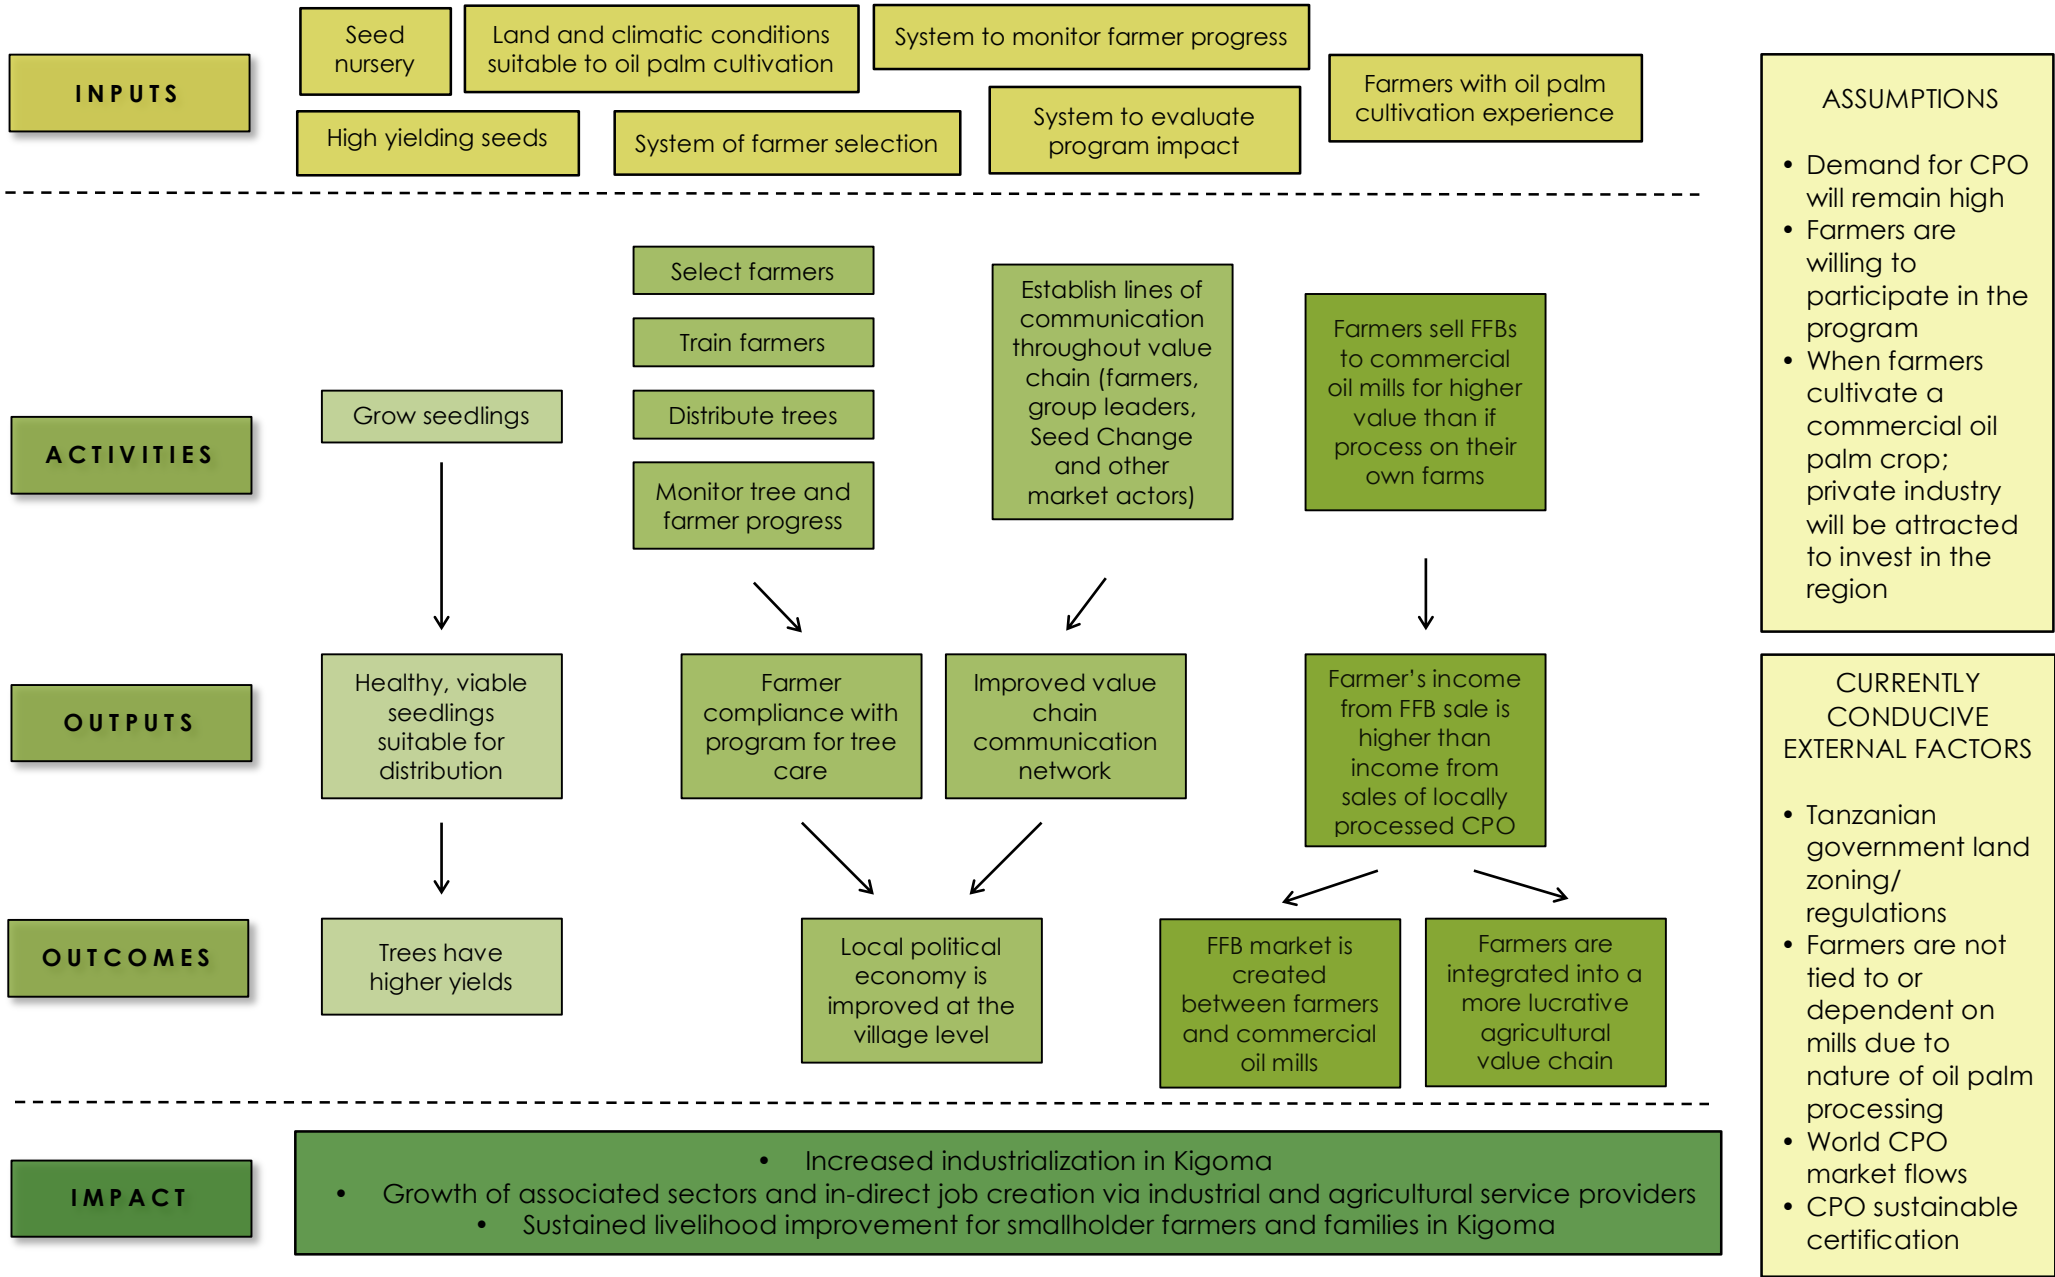 INPUTS
Seed
nursery
Land and climatic conditions
suitable to oil palm cultivation
System to monitor farmer progress
Farmers with oil palm
cultivation experience
High yielding seeds
System of farmer selection
System to evaluate
program impact
ACTIVITIES
Grow seedlings
Select farmers
Train farmers
Distribute trees
Monitor tree and
farmer progress
Establish lines of
communication
throughout value
chain (farmers,
group leaders,
Seed Change
and other
market actors)
Farmers sell FFBs
to commercial
oil mills for higher
value than if
process on their
own farms
OUTPUTS
Healthy, viable
seedlings
suitable for
distribution
Farmer
compliance with
program for tree
care
Improved value
chain
communication
network
Farmer’s income
from FFB sale is
higher than
income from
sales of locally
processed CPO
OUTCOMES
Trees have
higher yields
Local political
economy is
improved at the
village level
FFB market is
created
between farmers
and commercial
oil mills
Farmers are
integrated into a
more lucrative
agricultural
value chain
IMPACT
• Increased industrialization in Kigoma
• Growth of associated sectors and in-direct job creation via industrial and agricultural service providers
• Sustained livelihood improvement for smallholder farmers and families in Kigoma
ASSUMPTIONS
• Demand for CPO
will remain high
• Farmers are
willing to
participate in the
program
• When farmers
cultivate a
commercial oil
palm crop;
private industry
will be attracted
to invest in the
region
CURRENTLY
CONDUCIVE
EXTERNAL FACTORS
• Tanzanian
government land
zoning/
regulations
• Farmers are not
tied to or
dependent on
mills due to
nature of oil palm
processing
• World CPO
market flows
• CPO sustainable
certification